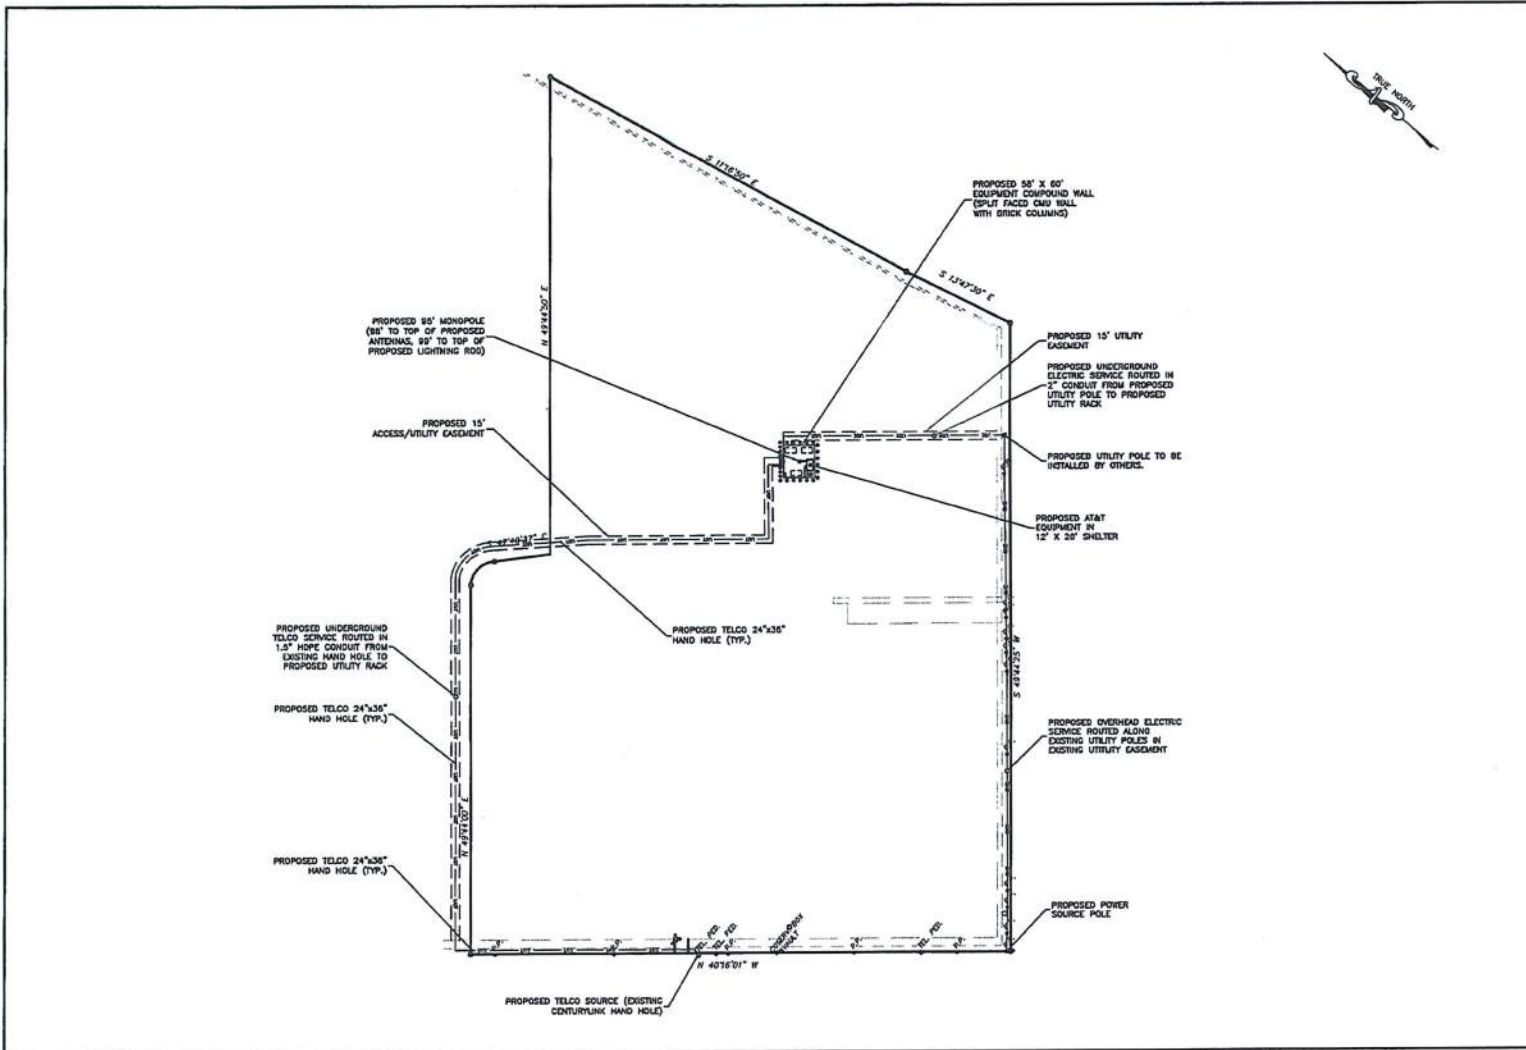 TRUE NORTH
S 11°16'50" E
PROPOSED 58' X 60'
EQUIPMENT COMPOUND WALL
(SPLIT FACED CMU WALL
WITH BRICK COLUMNS)
S 13°47'30" E
N 49°44'50" E
PROPOSED 95' MONOPOLE
(98' TO TOP OF PROPOSED
ANTENNAS, 99' TO TOP OF
PROPOSED LIGHTNING ROD)
PROPOSED 15' UTILITY
EASEMENT
PROPOSED UNDERGROUND
ELECTRIC SERVICE ROUTED IN
2" CONDUIT FROM PROPOSED
UTILITY POLE TO PROPOSED
UTILITY RACK
PROPOSED 15'
ACCESS/UTILITY EASEMENT
PROPOSED UTILITY POLE TO BE
INSTALLED BY OTHERS.
PROPOSED AT&T
EQUIPMENT IN
12' X 20' SHELTER
PROPOSED UNDERGROUND
TELCO SERVICE ROUTED IN
1.5" HDPE CONDUIT FROM
EXISTING HAND HOLE TO
PROPOSED UTILITY RACK
PROPOSED TELCO 24"x36"
HAND HOLE (TYP.)
S 49°44'25" W
PROPOSED TELCO 24"x36"
HAND HOLE (TYP.)
PROPOSED OVERHEAD ELECTRIC
SERVICE ROUTED ALONG
EXISTING UTILITY POLES IN
EXISTING UTITUTY EASEMENT
N 49°44'00" E
PROPOSED TELCO 24"x36"
HAND HOLE (TYP.)
PROPOSED POWER
SOURCE POLE
P.P.
P.P.
TEL. PED.
TEL. PED.
P.P.
VAULT
P.P.
TEL. PED.
P.P.
N 40°16'01" W
PROPOSED TELCO SOURCE (EXISTING
CENTURYLINK HAND HOLE)